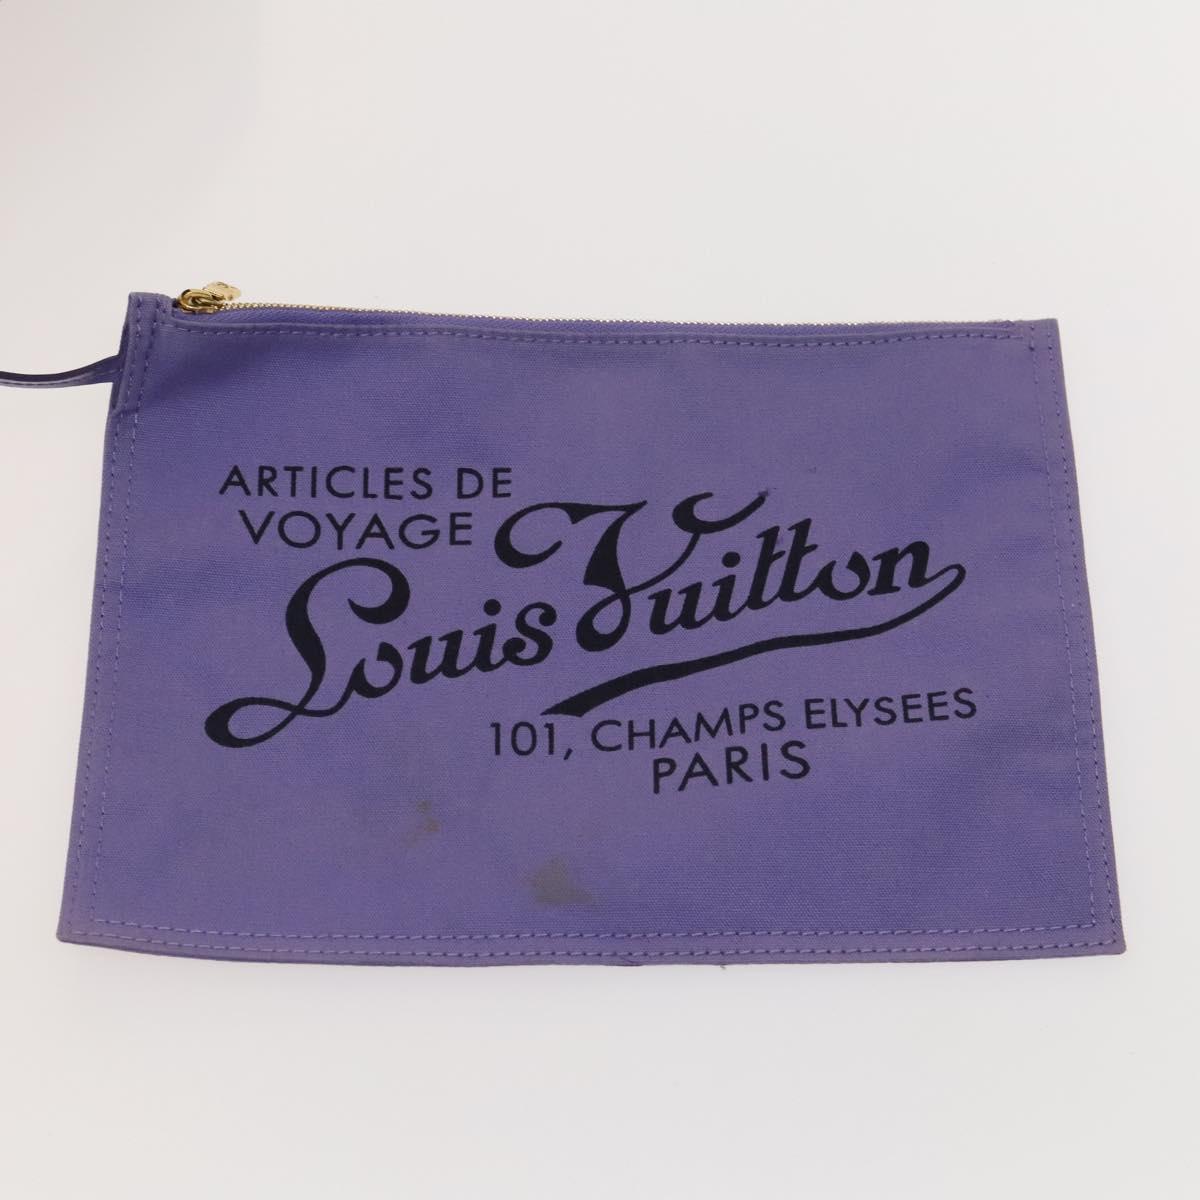 ARTICLES DE
VOYAGE
Louis Vuitton
101, CHAMPS ELYSEES
PARIS